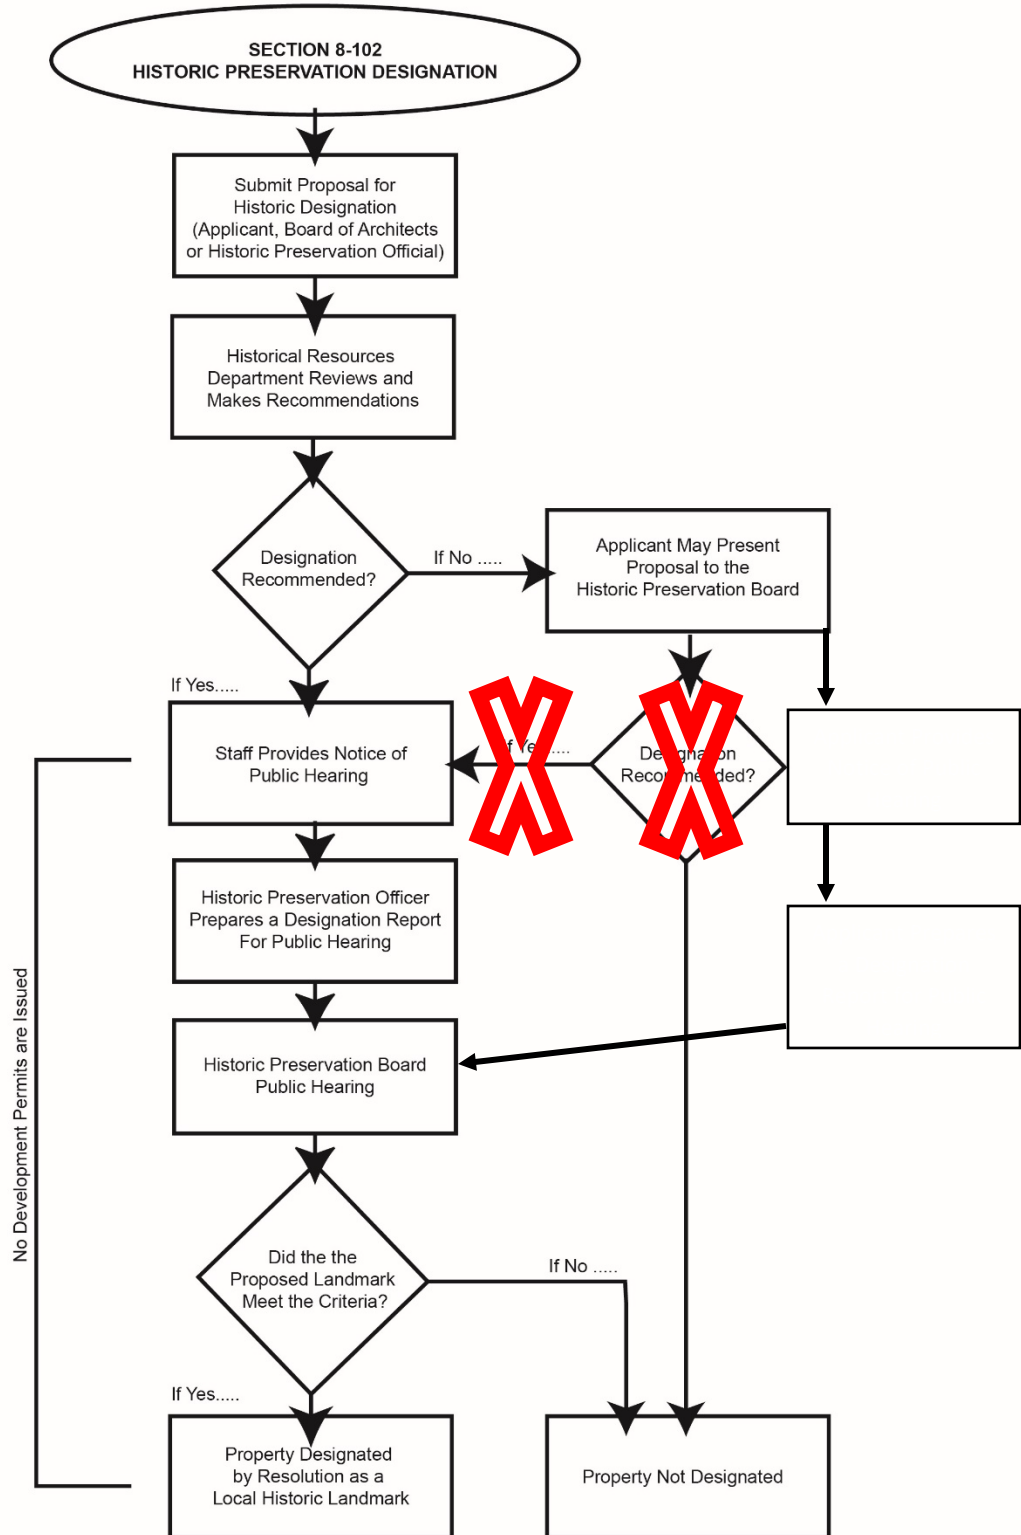 SECTION 8-102
HISTORIC PRESERVATION DESIGNATION
Submit Proposal for
Historic Designation
(Applicant, Board of Architects
or Historic Preservation Official)
Historical Resources
Department Reviews and
Makes Recommendations
Designation
Recommended?
If No .....
Applicant May Present
Proposal to the
Historic Preservation Board
If Yes.....
Staff Provides Notice of
Public Hearing
If Yes.....
Designation
Recommended?
Historic Preservation Officer
Prepares a Designation Report
For Public Hearing
Historic Preservation Board
Public Hearing
No Development Permits are Issued
Did the the
Proposed Landmark
Meet the Criteria?
If No .....
If Yes.....
Property Designated
by Resolution as a
Local Historic Landmark
Property Not Designated